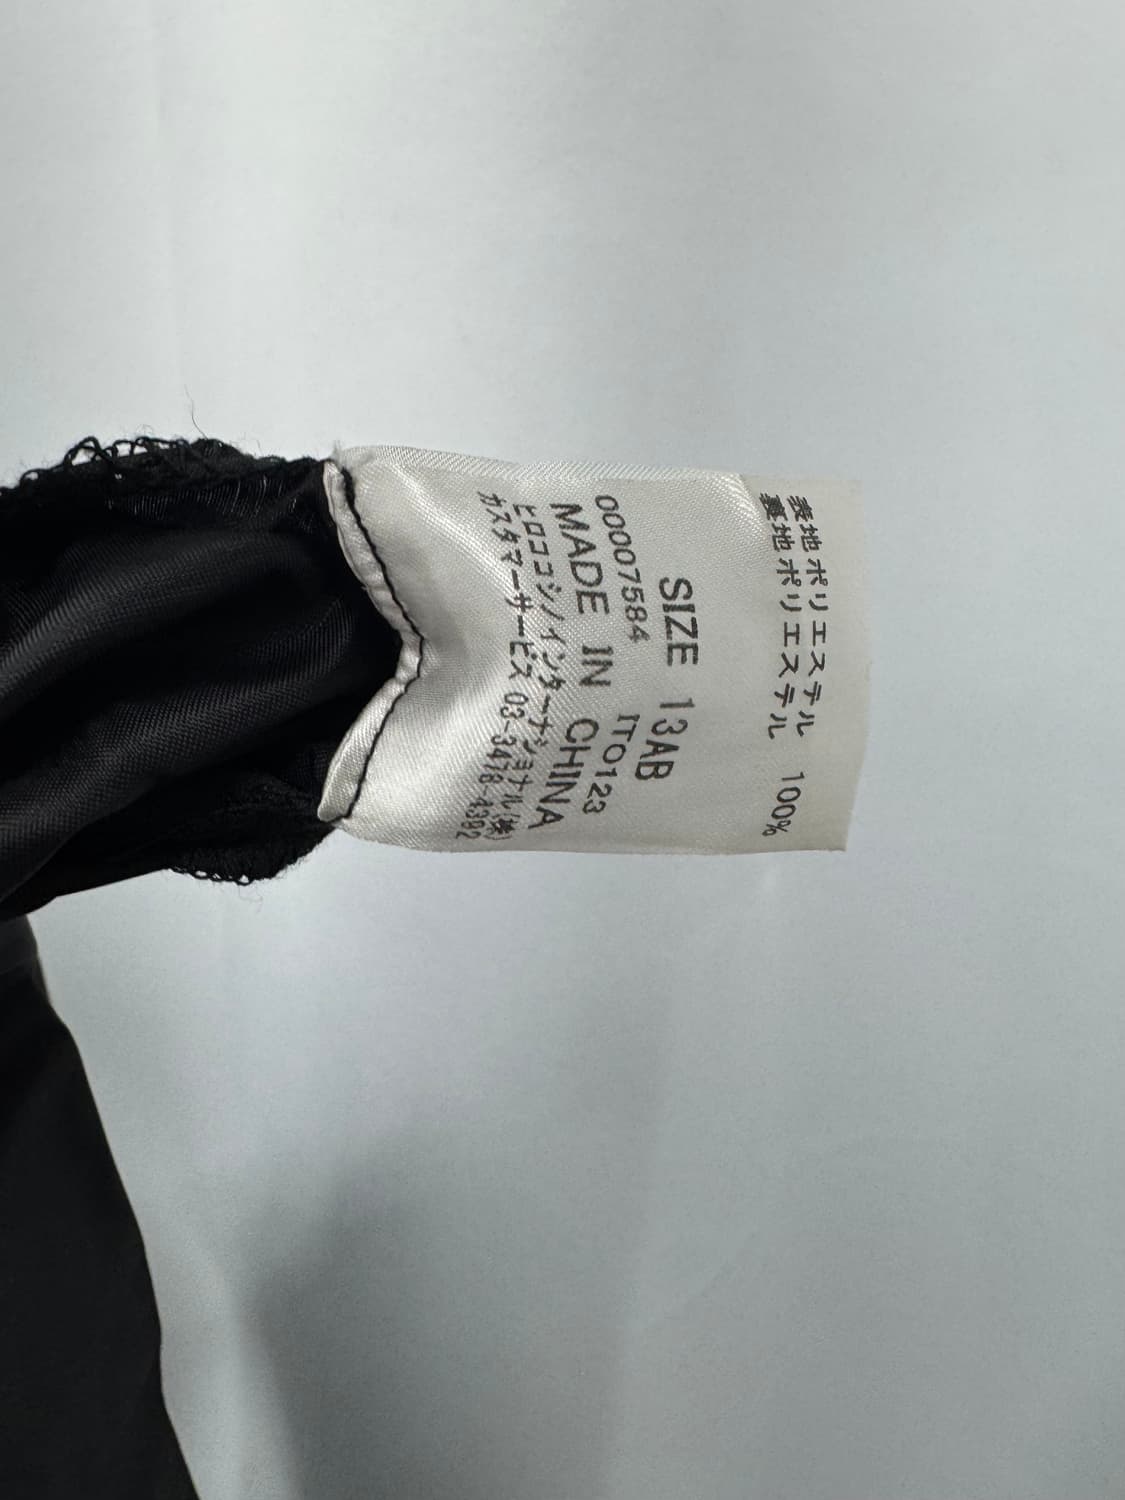 表地ポリエステル
裏地ポリエステル 100%
SIZE 13AB
00007584 IT0123
MADE IN CHINA
ヒロココシノインターナショナル(株)
カスタマーサービス 03-3478-4392